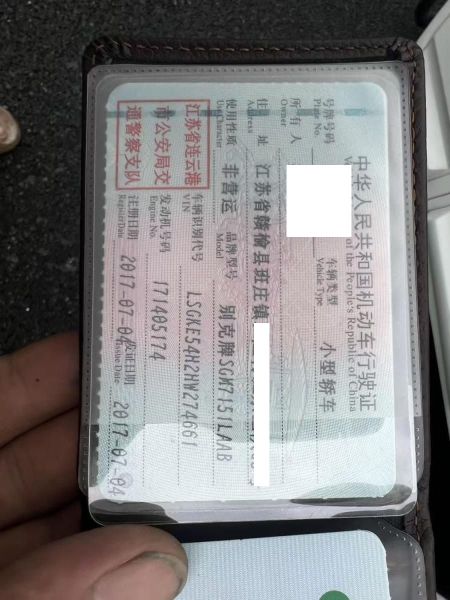 中华人民共和国机动车行驶证
of the People's Republic of China
号牌号码
Plate No.
车辆类型 小型轿车
Vehicle Type
所有人
Owner
住址 江苏省赣榆县班庄镇
Address
使用性质 非营运 品牌型号 别克牌SGM7151LAAB
Use Character Model
江苏省连云港
市公安局交
通警察支队
车辆识别代号 LSGKE54H2HW274661
VIN
发动机号码 171405174
Engine No.
注册日期 2017-07-04 发证日期 2017-07-04
Register Date Issue Date